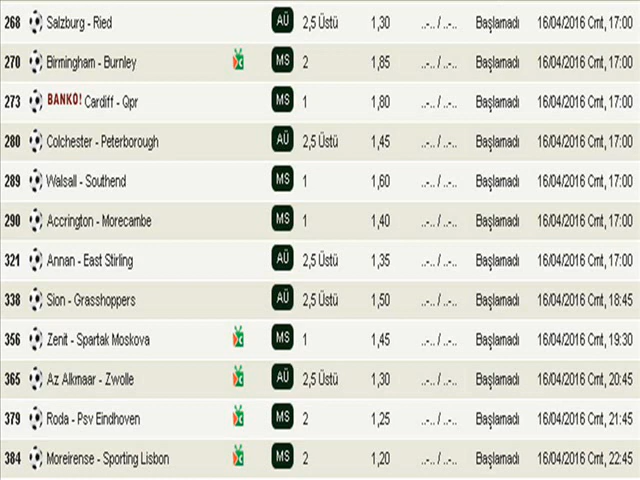 268 Salzburg - Ried AÜ 2,5 Üstü 1,30 ..-.. / ..-.. Başlamadı 16/04/2016 Cmt, 17:00
270 Birmingham - Burnley MS 2 1,85 ..-.. / ..-.. Başlamadı 16/04/2016 Cmt, 17:00
273 BANKO! Cardiff - Qpr MS 1 1,80 ..-.. / ..-.. Başlamadı 16/04/2016 Cmt, 17:00
280 Colchester - Peterborough AÜ 2,5 Üstü 1,45 ..-.. / ..-.. Başlamadı 16/04/2016 Cmt, 17:00
289 Walsall - Southend MS 1 1,60 ..-.. / ..-.. Başlamadı 16/04/2016 Cmt, 17:00
290 Accrington - Morecambe MS 1 1,40 ..-.. / ..-.. Başlamadı 16/04/2016 Cmt, 17:00
321 Annan - East Stirling AÜ 2,5 Üstü 1,35 ..-.. / ..-.. Başlamadı 16/04/2016 Cmt, 17:00
338 Sion - Grasshoppers AÜ 2,5 Üstü 1,50 ..-.. / ..-.. Başlamadı 16/04/2016 Cmt, 18:45
356 Zenit - Spartak Moskova MS 1 1,45 ..-.. / ..-.. Başlamadı 16/04/2016 Cmt, 19:30
365 Az Alkmaar - Zwolle AÜ 2,5 Üstü 1,30 ..-.. / ..-.. Başlamadı 16/04/2016 Cmt, 20:45
379 Roda - Psv Eindhoven MS 2 1,25 ..-.. / ..-.. Başlamadı 16/04/2016 Cmt, 21:45
384 Moreirense - Sporting Lisbon MS 2 1,20 ..-.. / ..-.. Başlamadı 16/04/2016 Cmt, 22:45